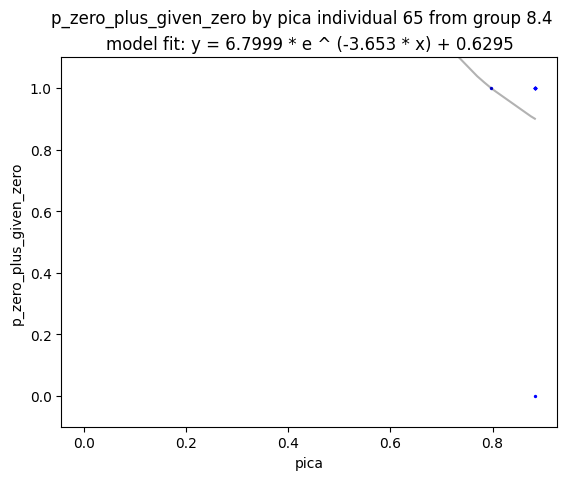 p_zero_plus_given_zero by pica individual 65 from group 8.4
model fit: y = 6.7999 * e ^ (-3.653 * x) + 0.6295
1.0
0.8
0.6
0.4
0.2
0.0
p_zero_plus_given_zero
0.0 0.2 0.4 0.6 0.8
pica